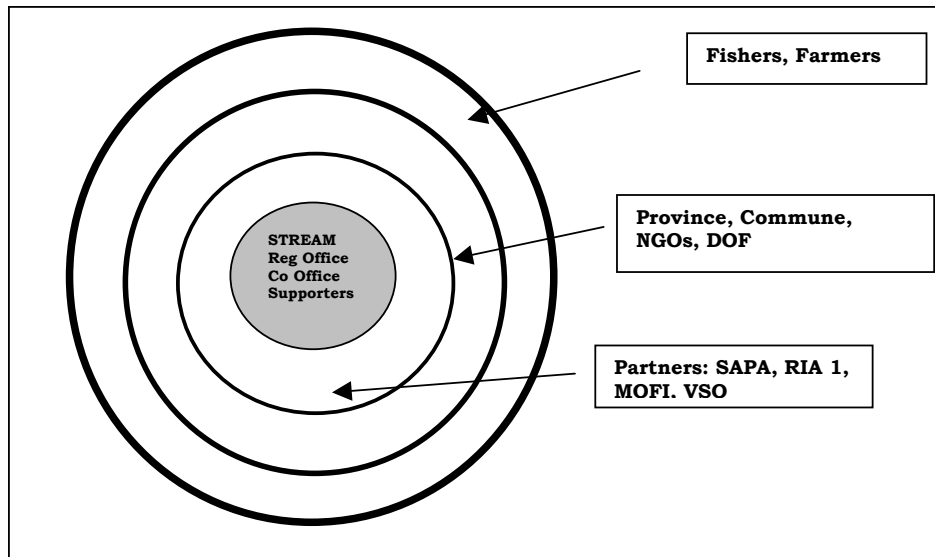 Fishers, Farmers
Province, Commune,
NGOs, DOF
STREAM
Reg Office
Co Office
Supporters
Partners: SAPA, RIA 1,
MOFI. VSO